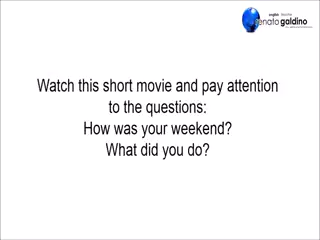 renato galdino
Watch this short movie and pay attention
to the questions:
How was your weekend?
What did you do?